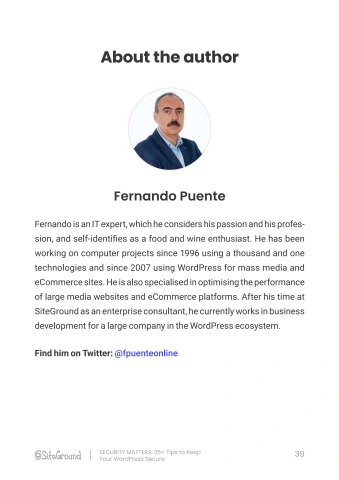 About the author
Fernando Puente
Fernando is an IT expert, which he considers his passion and his profes-
sion, and self-identifies as a food and wine enthusiast. He has been
working on computer projects since 1996 using a thousand and one
technologies and since 2007 using WordPress for mass media and
eCommerce sites. He is also specialised in optimising the performance
of large media websites and eCommerce platforms. After his time at
SiteGround as an enterprise consultant, he currently works in business
development for a large company in the WordPress ecosystem.
Find him on Twitter: @fpuenteonline
SiteGround
SECURITY MATTERS: 25+ Tips to Keep
Your WordPress Secure
39